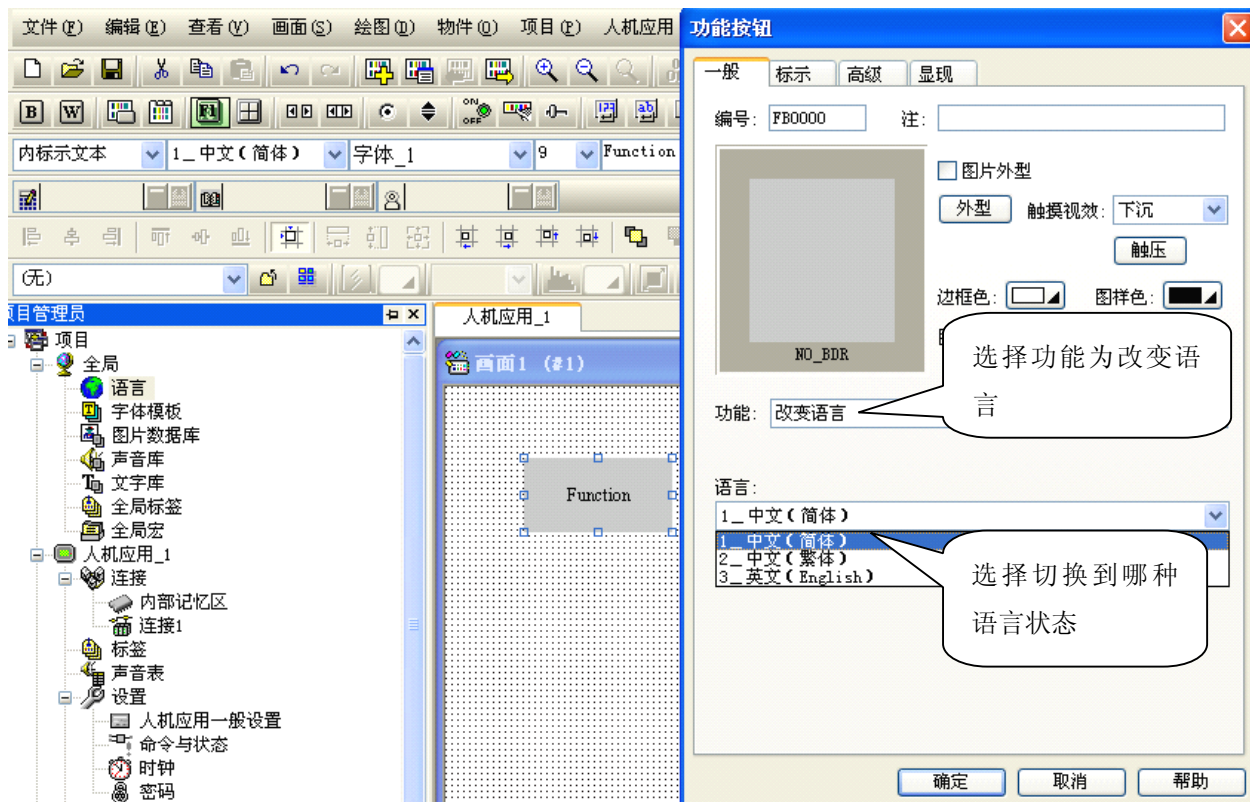 文件(F) 编辑(E) 查看(V) 画面(S) 绘图(D) 物件(O) 项目(P) 人机应用
内标示文本 1_中文(简体) 字体_1 9 Function
(无)
项目管理员
项目
全局
语言
字体模板
图片数据库
声音库
文字库
全局标签
全局宏
人机应用_1
连接
内部记忆区
连接1
标签
声音表
设置
人机应用一般设置
命令与状态
时钟
密码
人机应用_1
画面1 (#1)
Function
功能按钮
一般 标示 高级 显现
编号: FB0000 注:
图片外型
外型 触摸视效: 下沉
触压
边框色: 图样色:
NO_BDR
功能: 改变语言
选择功能为改变语
言
语言:
1_中文(简体)
1_中文(简体)
2_中文(繁体)
3_英文(English)
选择切换到哪种
语言状态
确定 取消 帮助